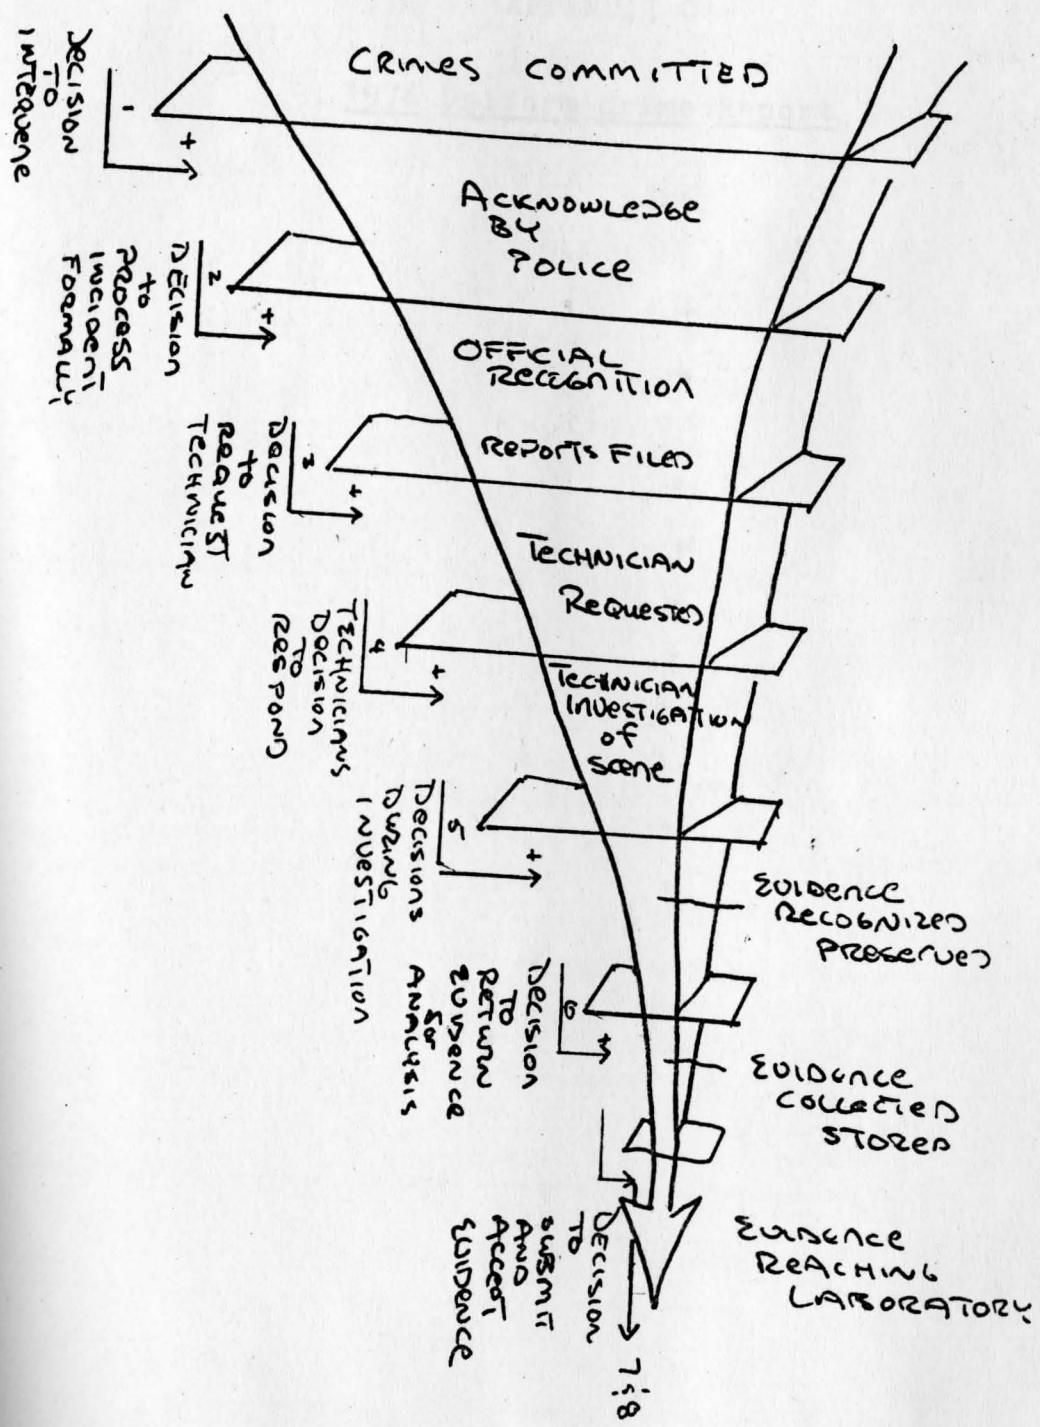 CRIMES COMMITTED
ACKNOWLEDGE
BY
POLICE
OFFICIAL
RECOGNITION
REPORTS FILED
TECHNICIAN
REQUESTED
TECHNICIAN
INVESTIGATION
of
SCENE
EVIDENCE
RECOGNIZED
PRESERVED
EVIDENCE
COLLECTED
STORED
EVIDENCE
REACHING
LABORATORY
1
+
DECISION
TO
INTERVENE
2
+
DECISION
to
PROCESS
INCIDENT
FORMALLY
3
+
DECISION
to
REQUEST
TECHNICIAN
4
+
TECHNICIANS
DECISION
TO
RESPOND
5
+
DECISIONS
DURING
INVESTIGATION
6
+
DECISION
TO
RETURN
EVIDENCE
for
ANALYSIS
DECISION
TO
SUBMIT
AND
ACCEPT
EVIDENCE
7 & 8